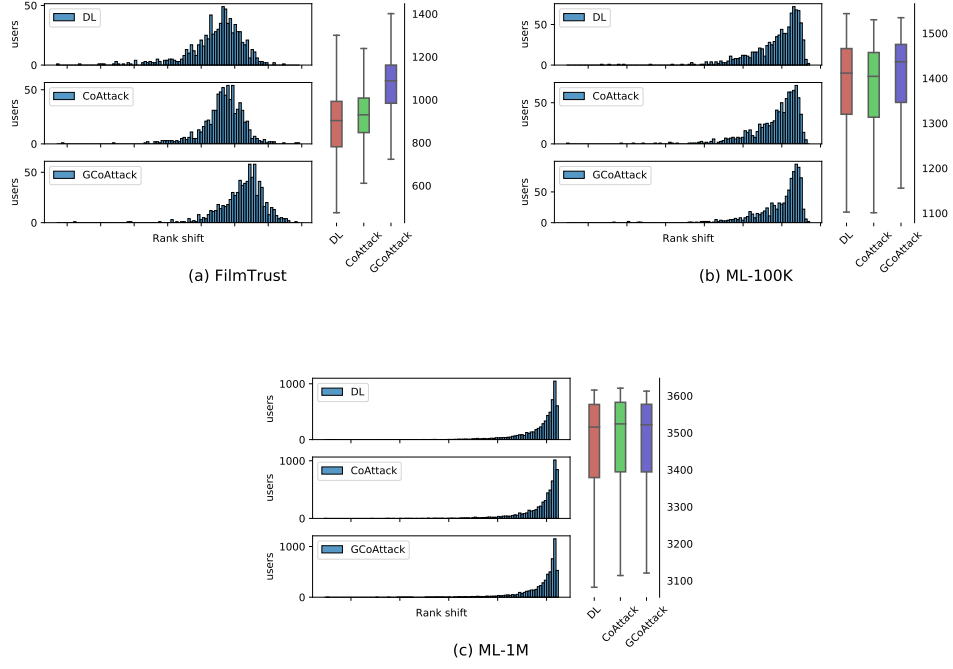 50
0
users
DL
50
0
users
CoAttack
50
0
users
GCoAttack
Rank shift
1400
1200
1000
800
600
DL
CoAttack
GCoAttack
(a) FilmTrust
50
0
users
DL
50
0
users
CoAttack
50
0
users
GCoAttack
Rank shift
1500
1400
1300
1200
1100
DL
CoAttack
GCoAttack
(b) ML-100K
1000
0
users
DL
1000
0
users
CoAttack
1000
0
users
GCoAttack
Rank shift
3600
3500
3400
3300
3200
3100
DL
CoAttack
GCoAttack
(c) ML-1M